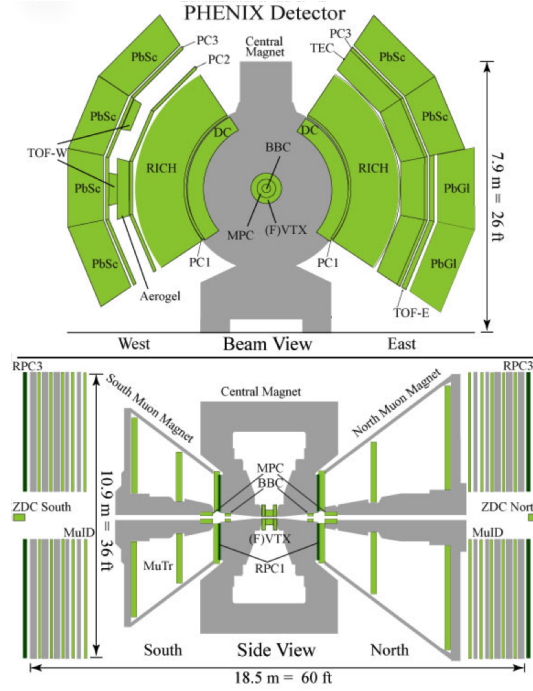 PHENIX Detector
Central
Magnet
PC3
PC2
PbSc
PbSc
TOF-W
PbSc
PbSc
RICH
DC
BBC
MPC
(F)VTX
PC1
Aerogel
PC3
TEC
PbSc
DC
PbSc
RICH
PbGl
PbGl
PC1
TOF-E
7.9 m = 26 ft
West
Beam View
East
RPC3
South Muon Magnet
Central Magnet
North Muon Magnet
RPC3
10.9 m = 36 ft
MPC
BBC
ZDC South
ZDC Nort
(F)VTX
MuID
MuID
MuTr
RPC1
South
Side View
North
18.5 m = 60 ft